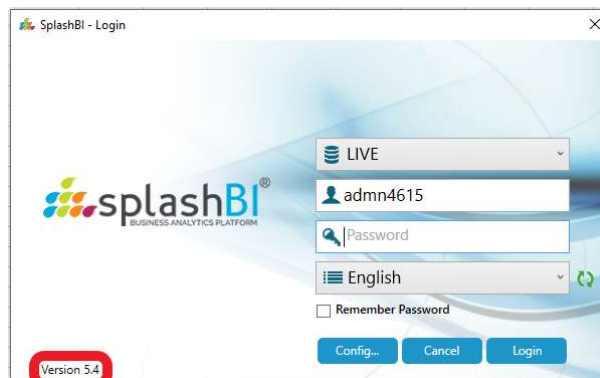 SplashBI - Login
LIVE
splashBI®
BUSINESS ANALYTICS PLATFORM
admn4615
Password
English
Remember Password
Config...
Cancel
Login
Version 5.4